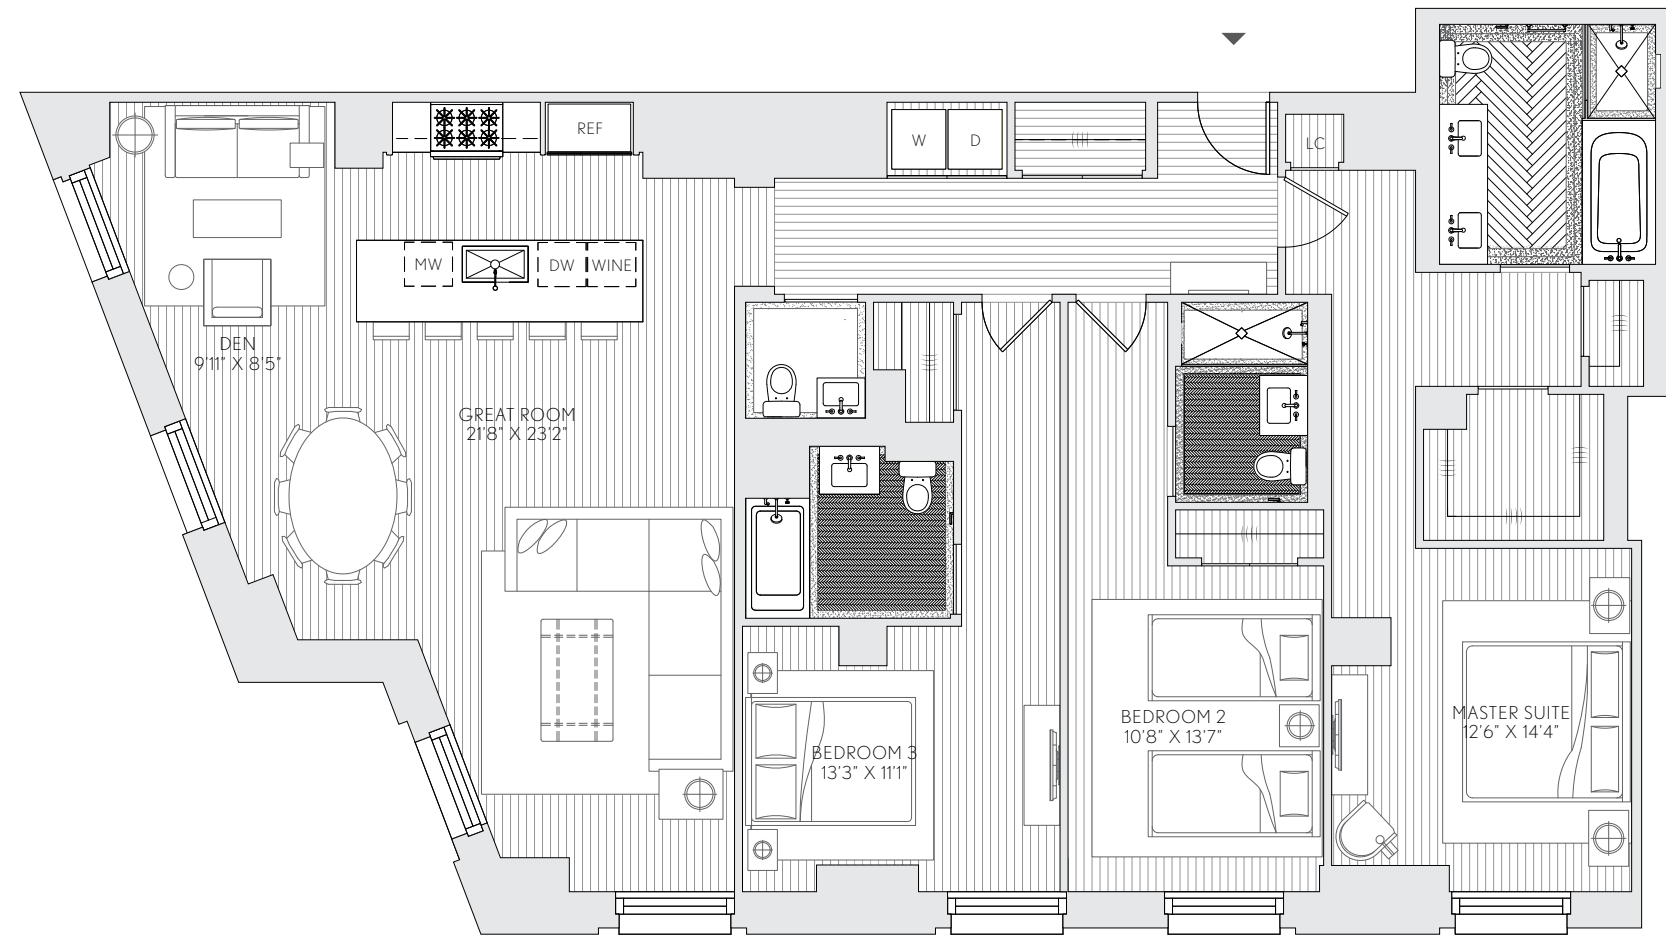 REF
W
D
LC
MW
DW
WINE
DEN
9'11" X 8'5"
GREAT ROOM
21'8" X 23'2"
BEDROOM 2
10'8" X 13'7"
MASTER SUITE
12'6" X 14'4"
BEDROOM 3
13'3" X 11'1"